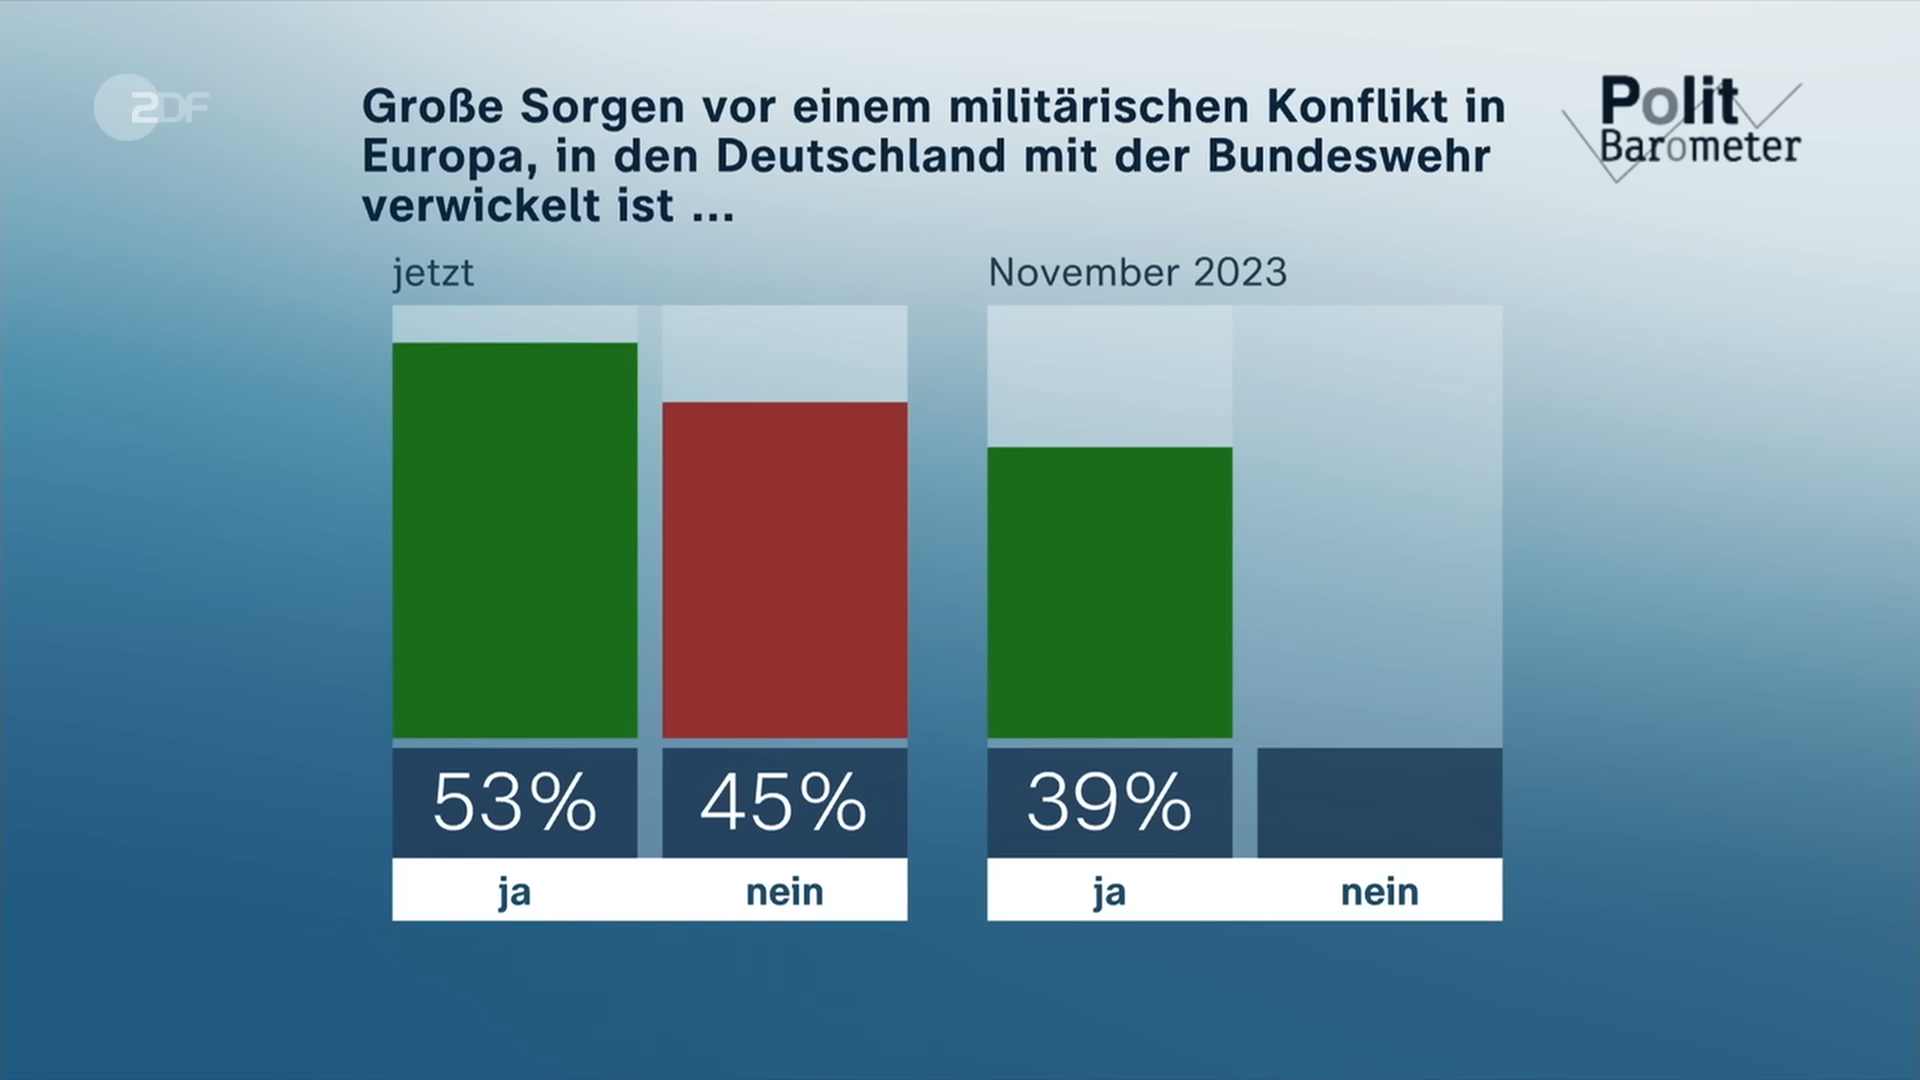 ZDF
Große Sorgen vor einem militärischen Konflikt in
Europa, in den Deutschland mit der Bundeswehr
verwickelt ist ...
Polit
Barometer
jetzt
November 2023
53% 45% 39%
ja nein ja nein